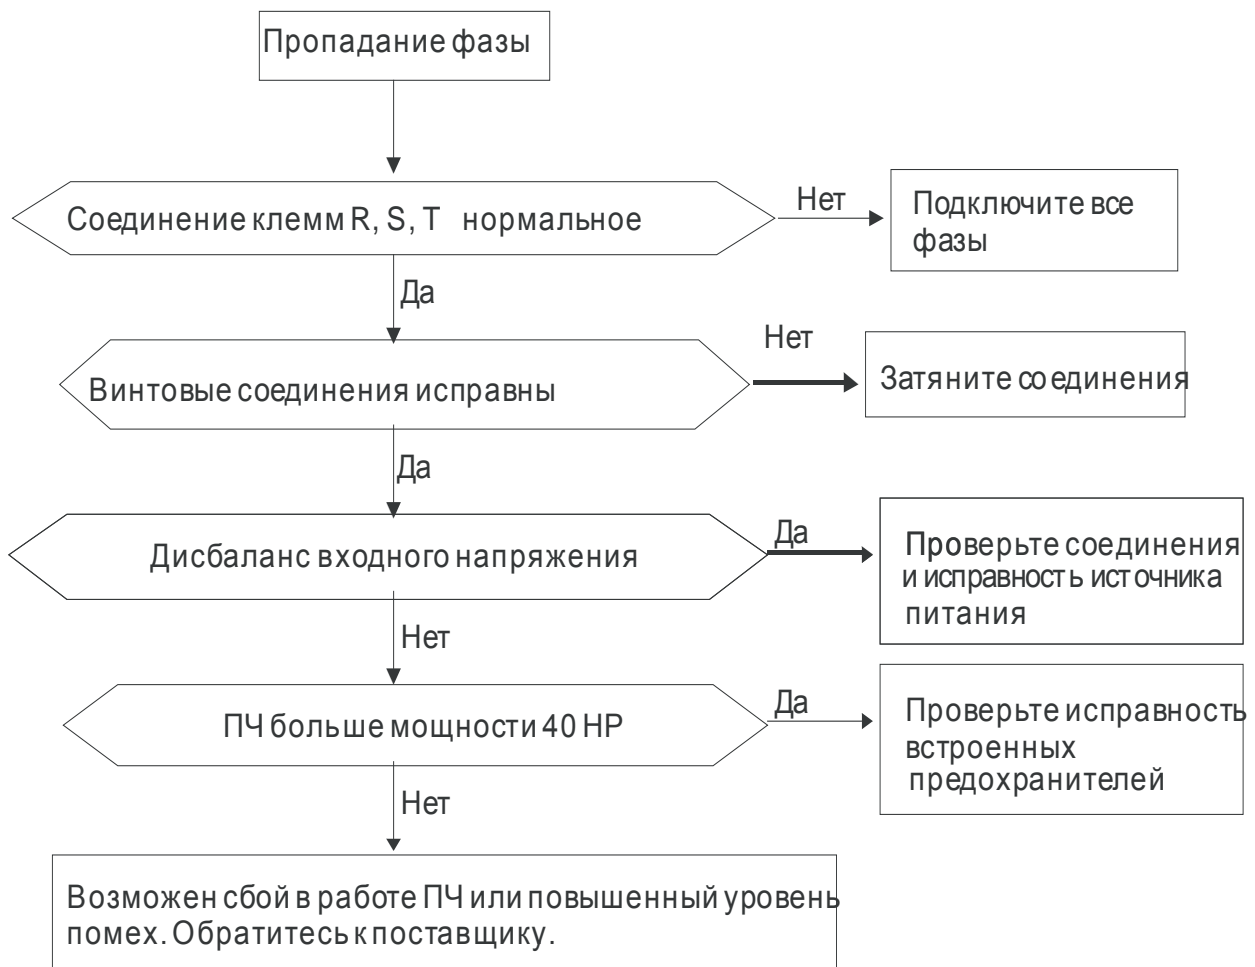 Пропадание фазы
Соединение клемм R, S, T нормальное
Нет
Подключите все
фазы
Да
Винтовые соединения исправны
Нет
Затяните соединения
Да
Дисбаланс входного напряжения
Да
Проверьте соединения
и исправность источника
питания
Нет
ПЧ больше мощности 40 HP
Да
Проверьте исправность
встроенных
предохранителей
Нет
Возможен сбой в работе ПЧ или повышенный уровень
помех. Обратитесь к поставщику.